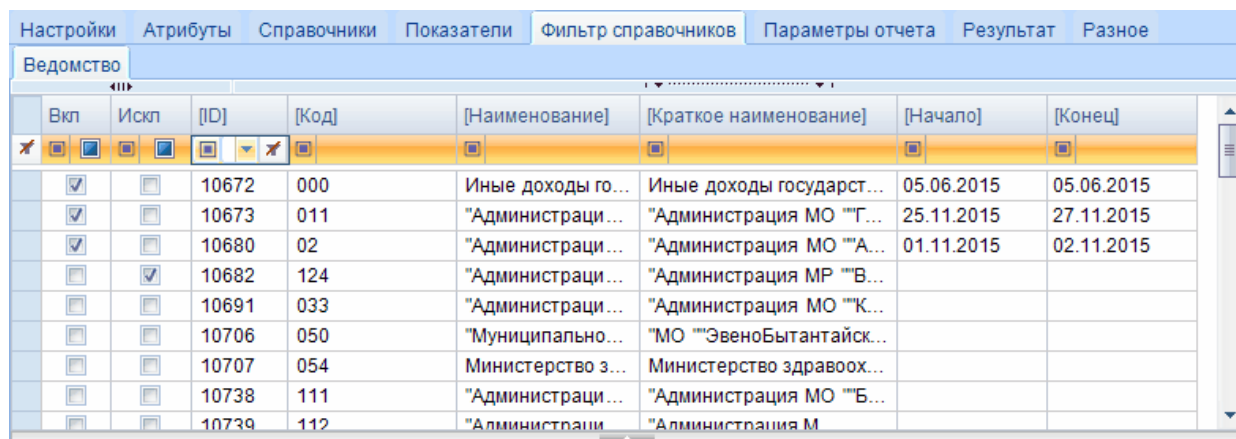 Настройки Атрибуты Справочники Показатели Фильтр справочников Параметры отчета Результат Разное
Ведомство
Вкл Искл [ID] [Код] [Наименование] [Краткое наименование] [Начало] [Конец]
10672 000 Иные доходы го... Иные доходы государст... 05.06.2015 05.06.2015
10673 011 "Администраци... "Администрация МО ""Г... 25.11.2015 27.11.2015
10680 02 "Администраци... "Администрация МО ""А... 01.11.2015 02.11.2015
10682 124 "Администраци... "Администрация МР ""В...
10691 033 "Администраци... "Администрация МО ""К...
10706 050 "Муниципально... "МО ""ЭвеноБытантайск...
10707 054 Министерство з... Министерство здравоох...
10738 111 "Администраци... "Администрация МО ""Б...
10739 112 "Администраци "Администрация М